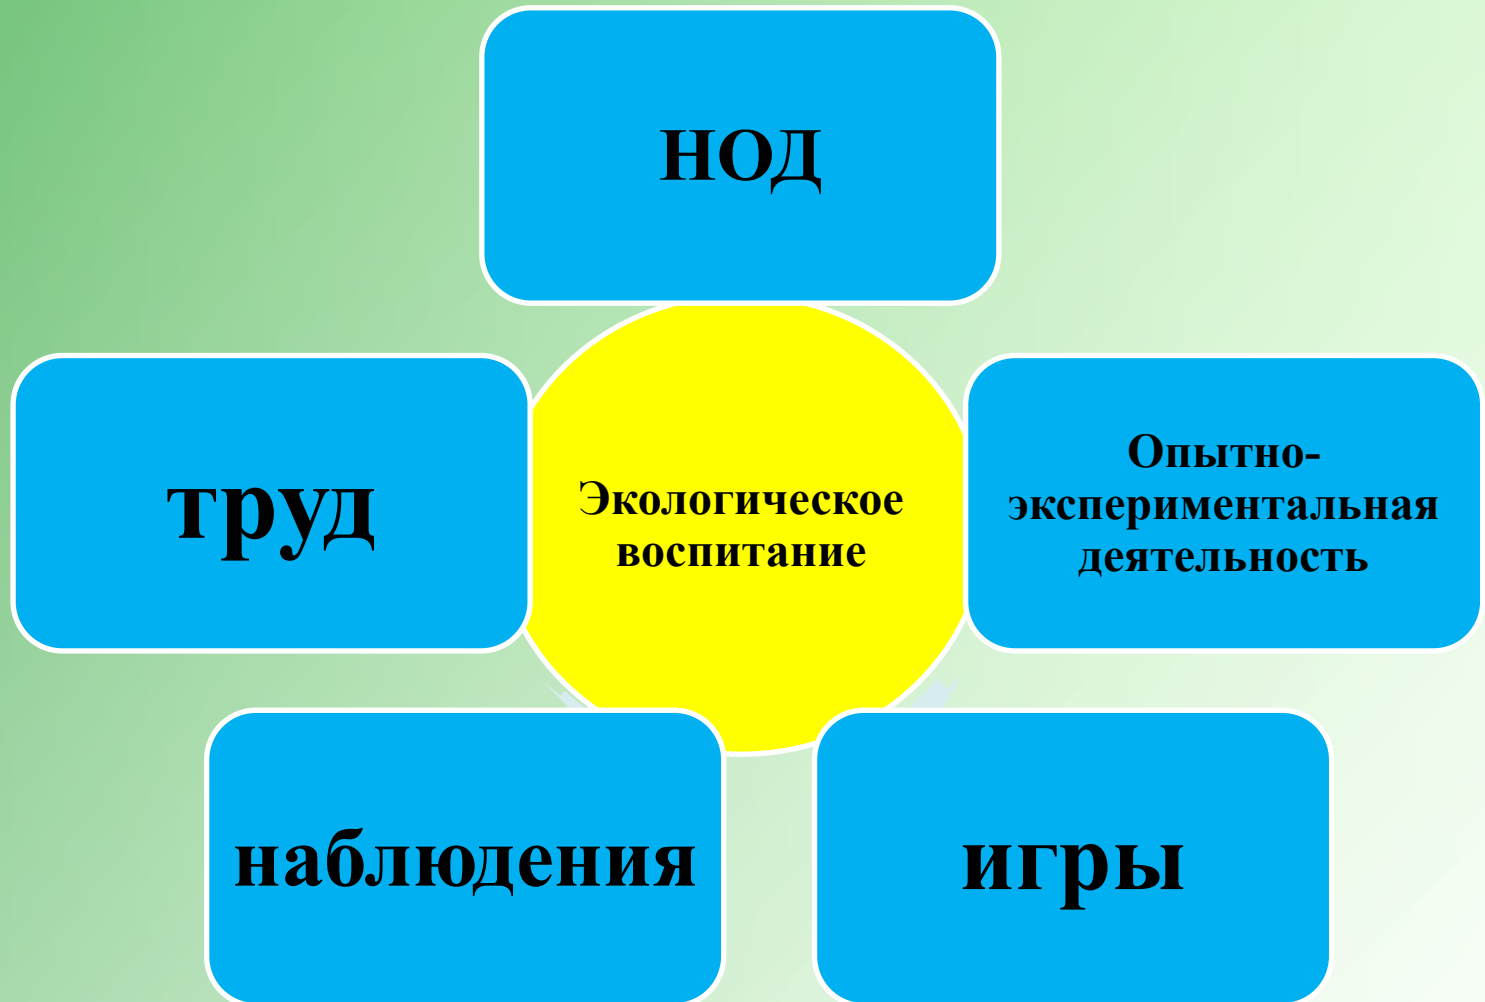 НОД
труд
Экологическое
воспитание
Опытно-
экспериментальная
деятельность
наблюдения
игры